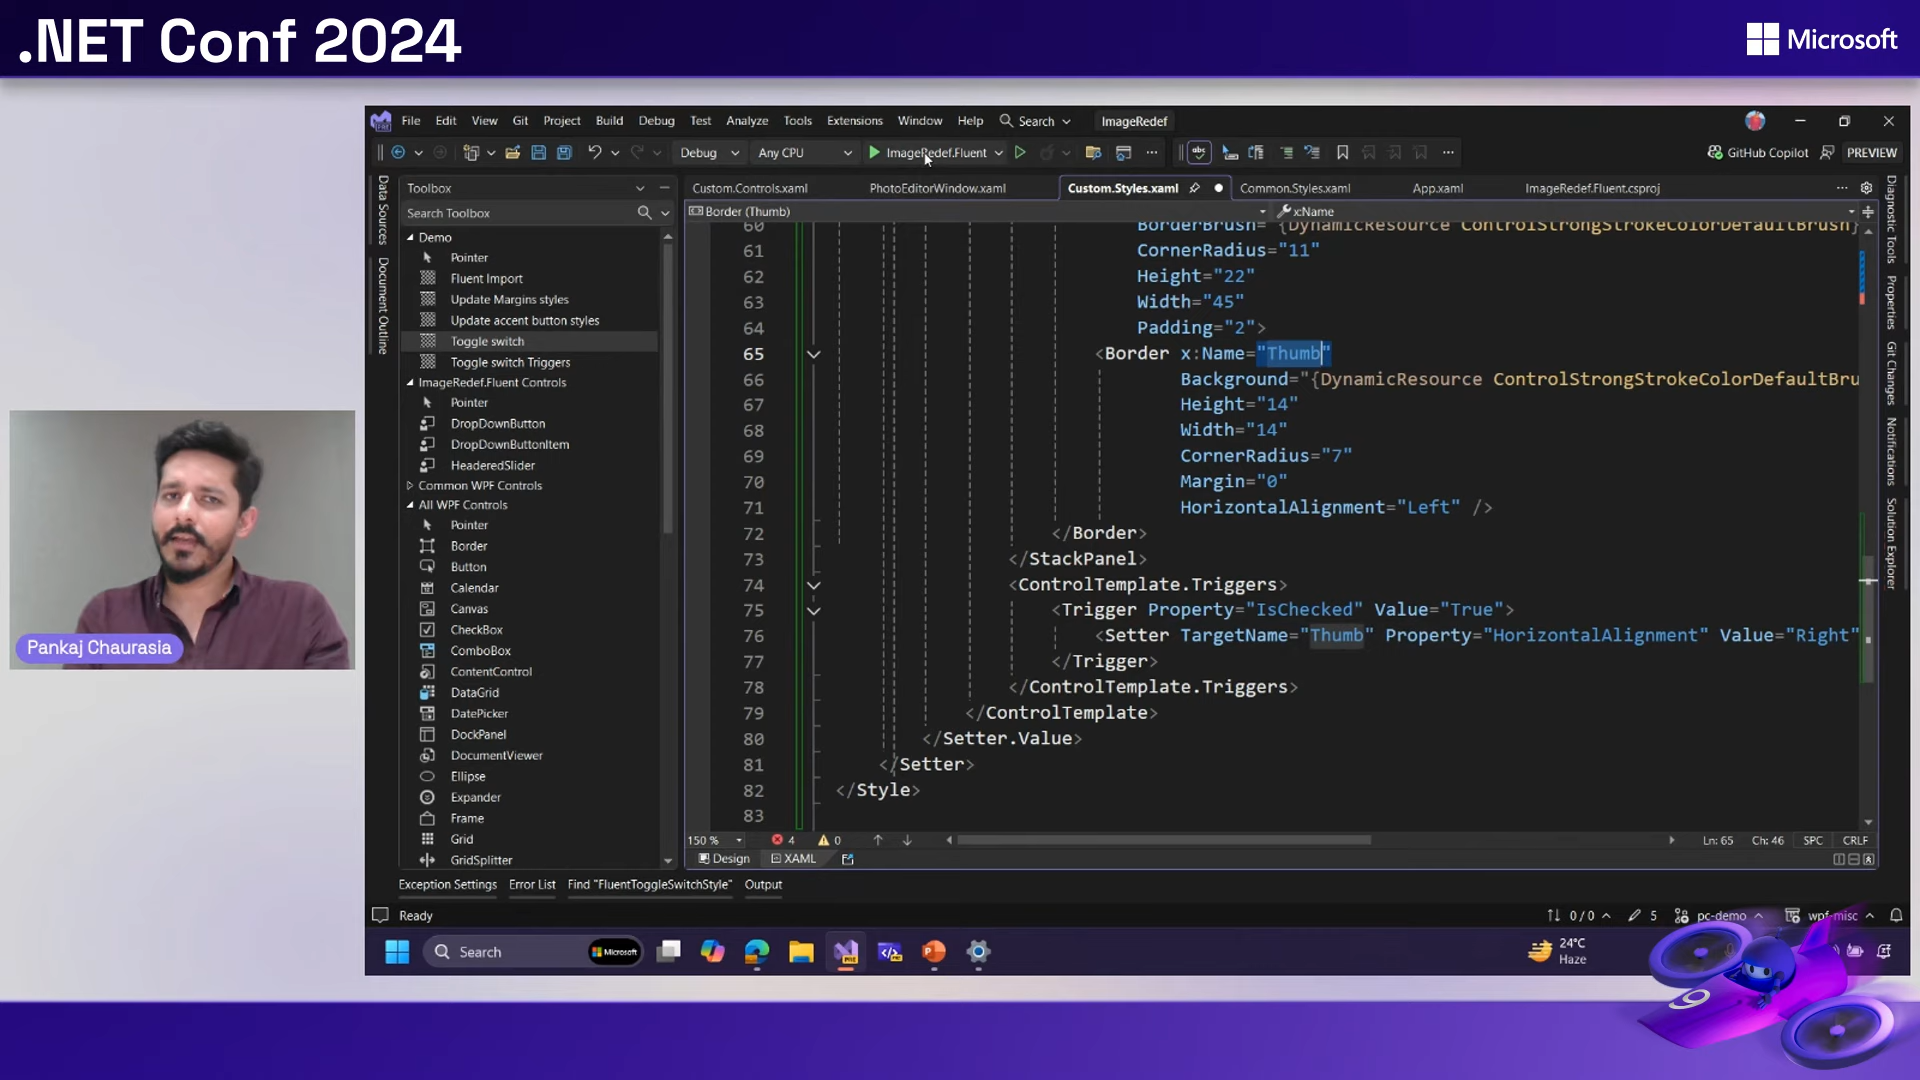 .NET Conf 2024
Microsoft
File Edit View Git Project Build Debug Test Analyze Tools Extensions Window Help Search ImageRedef
Debug Any CPU ImageRedef.Fluent GitHub Copilot PREVIEW
Data Sources
Document Outline
Toolbox
Search Toolbox
Demo
Pointer
Fluent Import
Update Margins styles
Update accent button styles
Toggle switch
Toggle switch Triggers
ImageRedef.Fluent Controls
Pointer
DropDownButton
DropDownButtonItem
HeaderedSlider
Common WPF Controls
All WPF Controls
Pointer
Border
Button
Calendar
Canvas
CheckBox
ComboBox
ContentControl
DataGrid
DatePicker
DockPanel
DocumentViewer
Ellipse
Expander
Frame
Grid
GridSplitter
Custom.Controls.xaml PhotoEditorWindow.xaml Custom.Styles.xaml Common.Styles.xaml App.xaml ImageRedef.Fluent.csproj
Border (Thumb) x:Name
60 BorderBrush="{DynamicResource ControlStrongStrokeColorDefaultBrush}
61 CornerRadius="11"
62 Height="22"
63 Width="45"
64 Padding="2">
65 <Border x:Name="Thumb"
66 Background="{DynamicResource ControlStrongStrokeColorDefaultBru
67 Height="14"
68 Width="14"
69 CornerRadius="7"
70 Margin="0"
71 HorizontalAlignment="Left" />
72 </Border>
73 </StackPanel>
74 <ControlTemplate.Triggers>
75 <Trigger Property="IsChecked" Value="True">
76 <Setter TargetName="Thumb" Property="HorizontalAlignment" Value="Right"
77 </Trigger>
78 </ControlTemplate.Triggers>
79 </ControlTemplate>
80 </Setter.Value>
81 </Setter>
82 </Style>
83
150 % 4 0 Ln: 65 Ch: 46 SPC CRLF
Design XAML
Diagnostic Tools
Properties
Git Changes
Notifications
Solution Explorer
Exception Settings Error List Find "FluentToggleSwitchStyle" Output
Ready 0 / 0 5 pc-demo wpf-misc
Search Microsoft
24°C
Haze
Pankaj Chaurasia
9